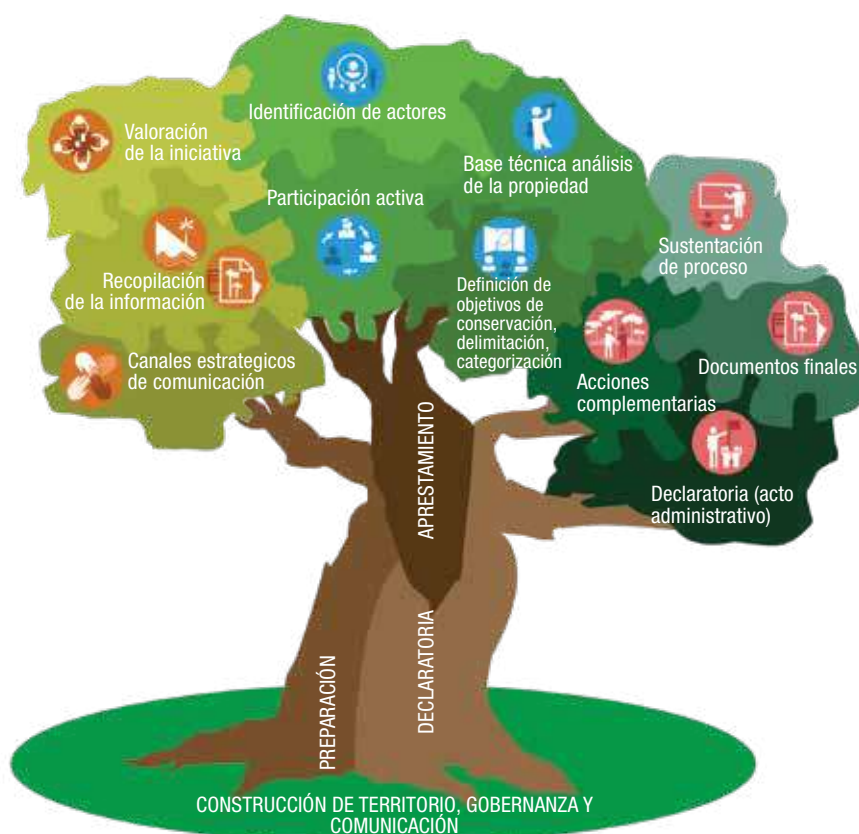 Identificación de actores
Valoración
de la iniciativa
Base técnica análisis
de la propiedad
Participación activa
Sustentación
de proceso
Recopilación
de la información
Definición de
objetivos de
conservación,
delimitación,
categorización
Canales estrategicos
de comunicación
Acciones
complementarias
Documentos finales
Declaratoria (acto
administrativo)
APRESTAMIENTO
PREPARACIÓN
DECLARATORIA
CONSTRUCCIÓN DE TERRITORIO, GOBERNANZA Y
COMUNICACIÓN